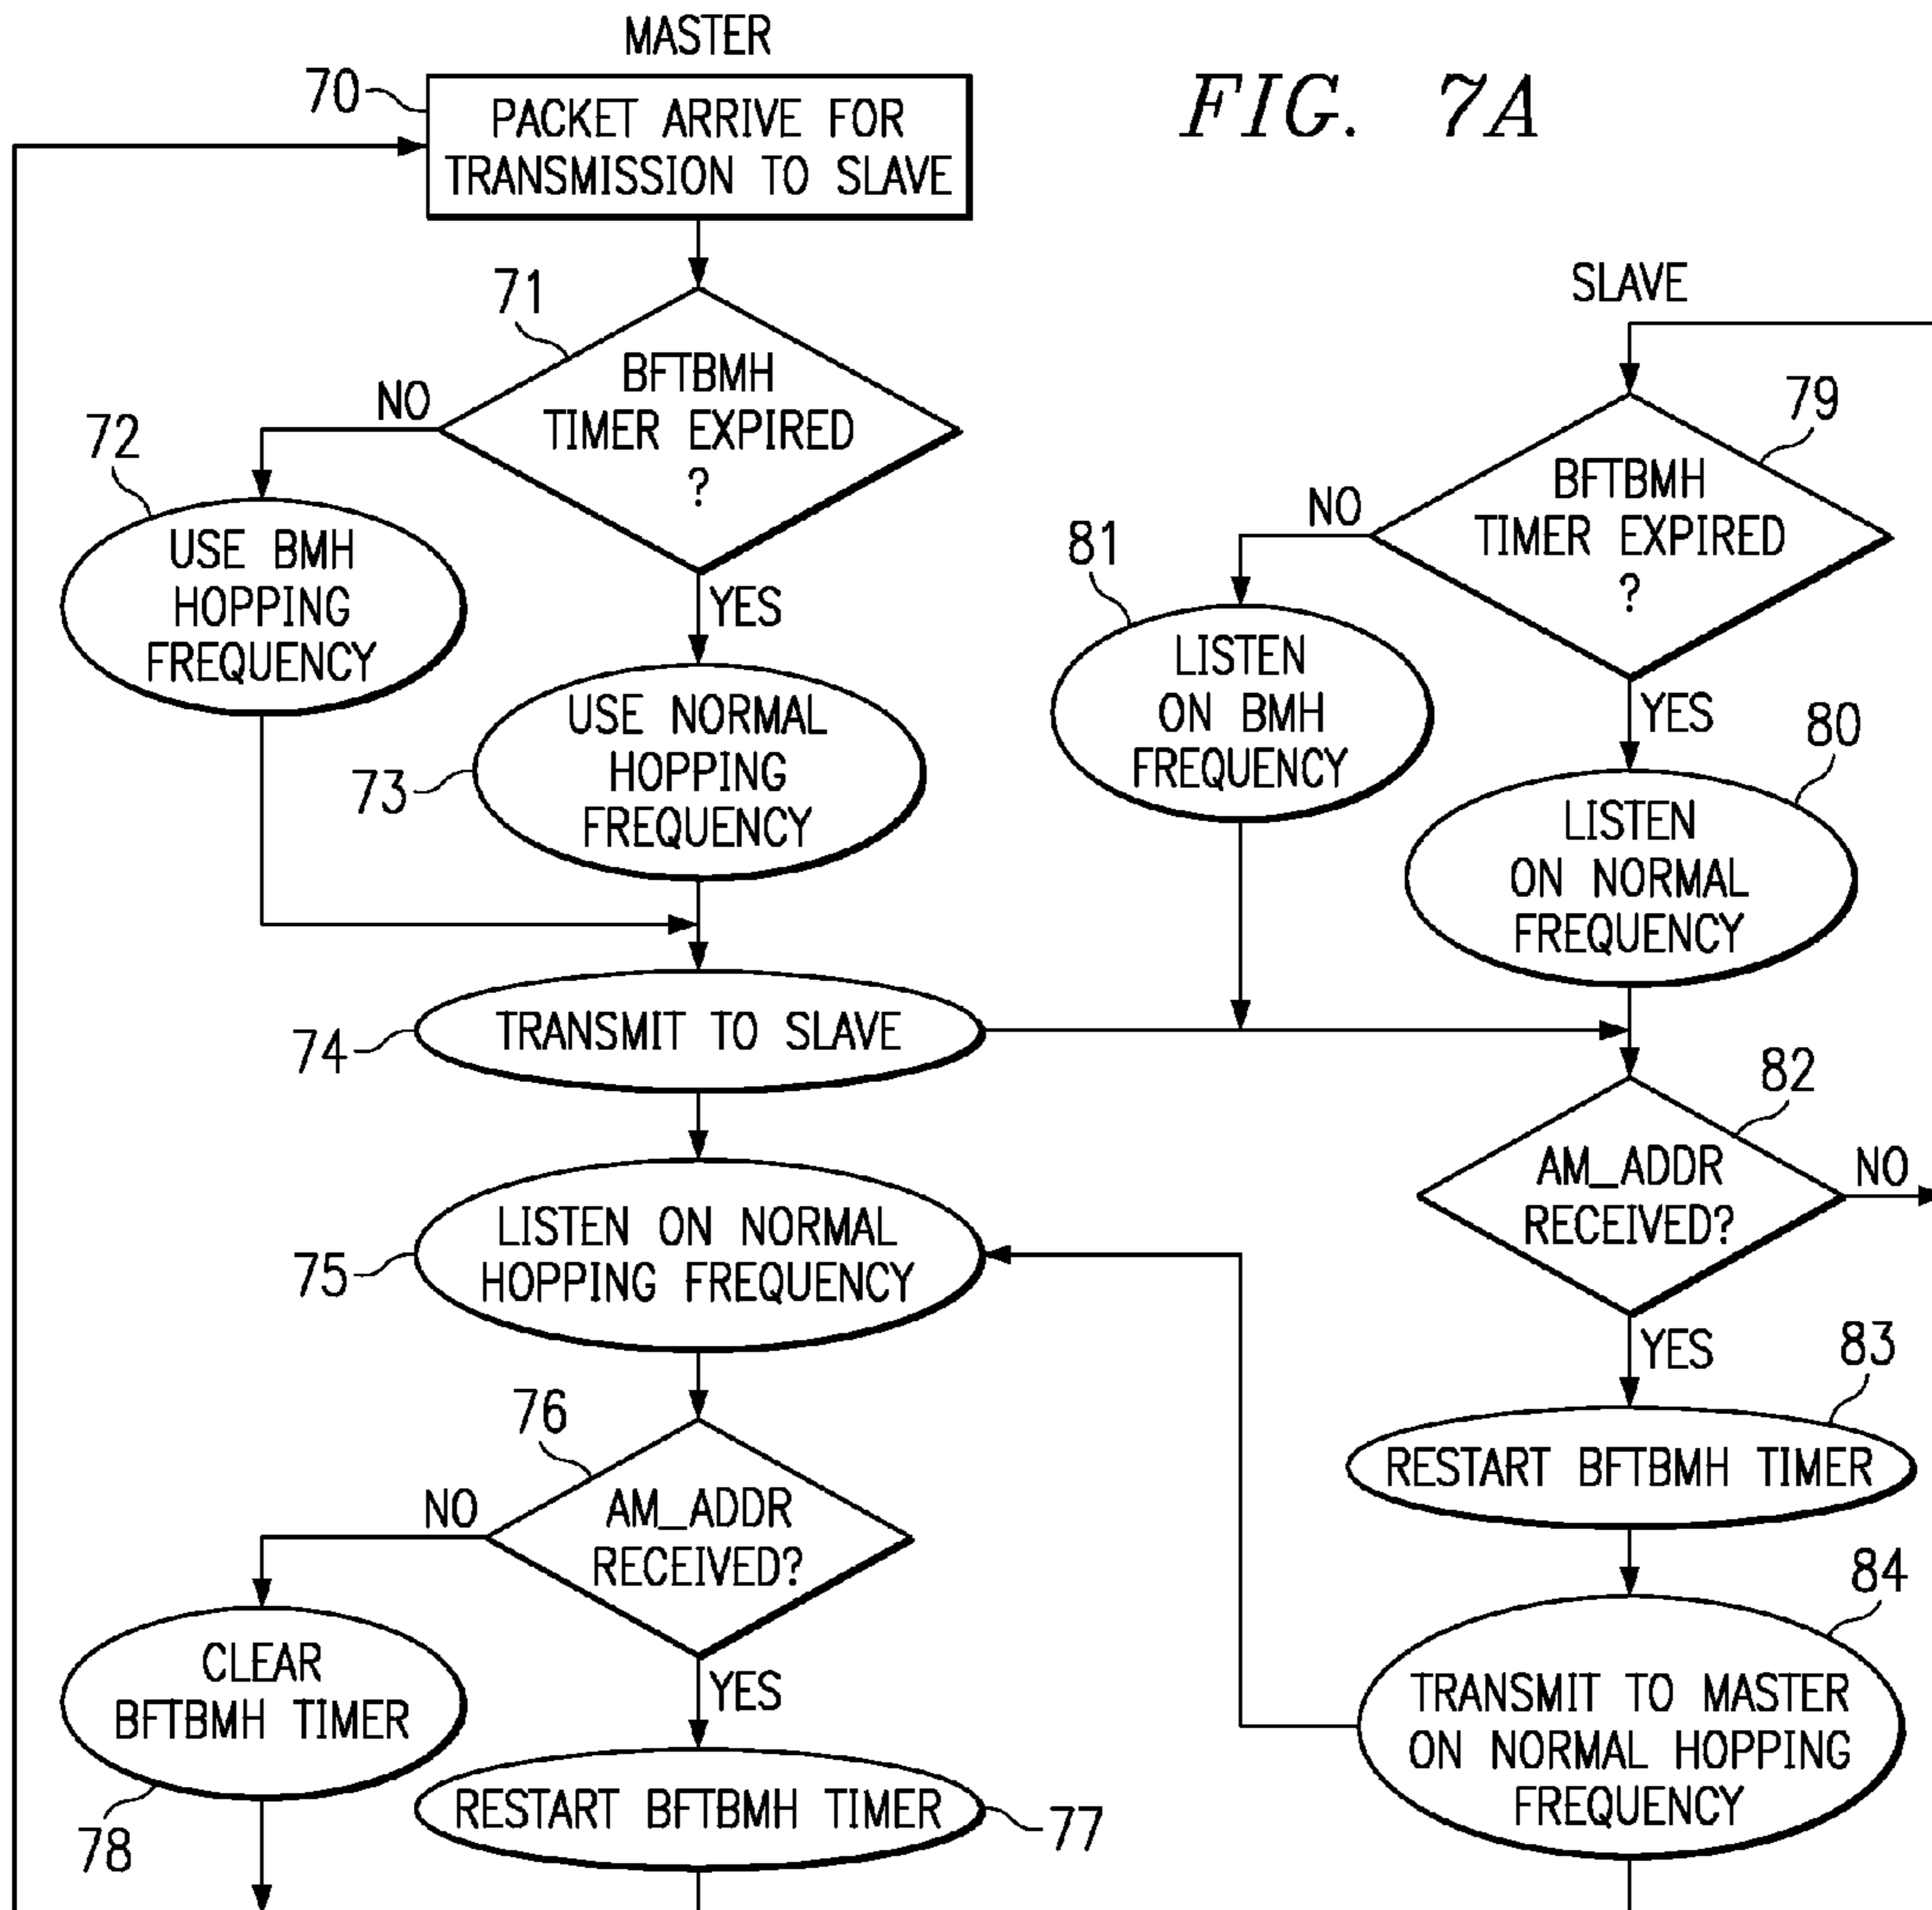 MASTER
FIG. 7A
70
PACKET ARRIVE FOR
TRANSMISSION TO SLAVE
71
BFTBMH
TIMER EXPIRED
?
NO
YES
72
USE BMH
HOPPING
FREQUENCY
73
USE NORMAL
HOPPING
FREQUENCY
74
TRANSMIT TO SLAVE
75
LISTEN ON NORMAL
HOPPING FREQUENCY
76
AM_ADDR
RECEIVED?
NO
YES
CLEAR
BFTBMH TIMER
78
RESTART BFTBMH TIMER
77
SLAVE
79
BFTBMH
TIMER EXPIRED
?
NO
YES
81
LISTEN
ON BMH
FREQUENCY
80
LISTEN
ON NORMAL
FREQUENCY
82
AM_ADDR
RECEIVED?
NO
YES
83
RESTART BFTBMH TIMER
84
TRANSMIT TO MASTER
ON NORMAL HOPPING
FREQUENCY